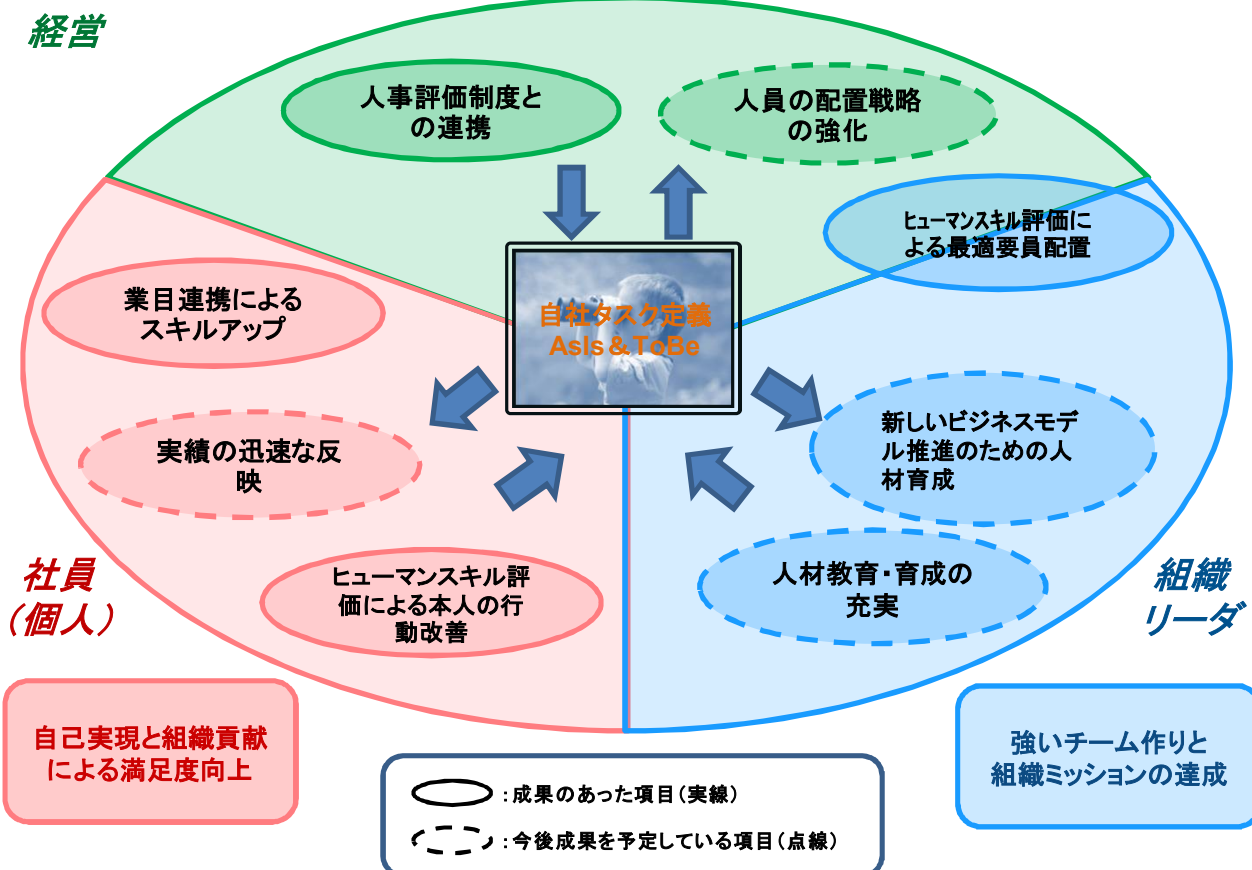 経営
人事評価制度と
の連携
人員の配置戦略
の強化
ヒューマンスキル評価に
よる最適要員配置
業目連携による
スキルアップ
自社タスク定義
AsIs＆ToBe
実績の迅速な反
映
新しいビジネスモデ
ル推進のための人
材育成
ヒューマンスキル評
価による本人の行
動改善
人材教育・育成の
充実
社員
（個人）
組織
リーダ
自己実現と組織貢献
による満足度向上
強いチーム作りと
組織ミッションの達成
：成果のあった項目（実線）
：今後成果を予定している項目（点線）